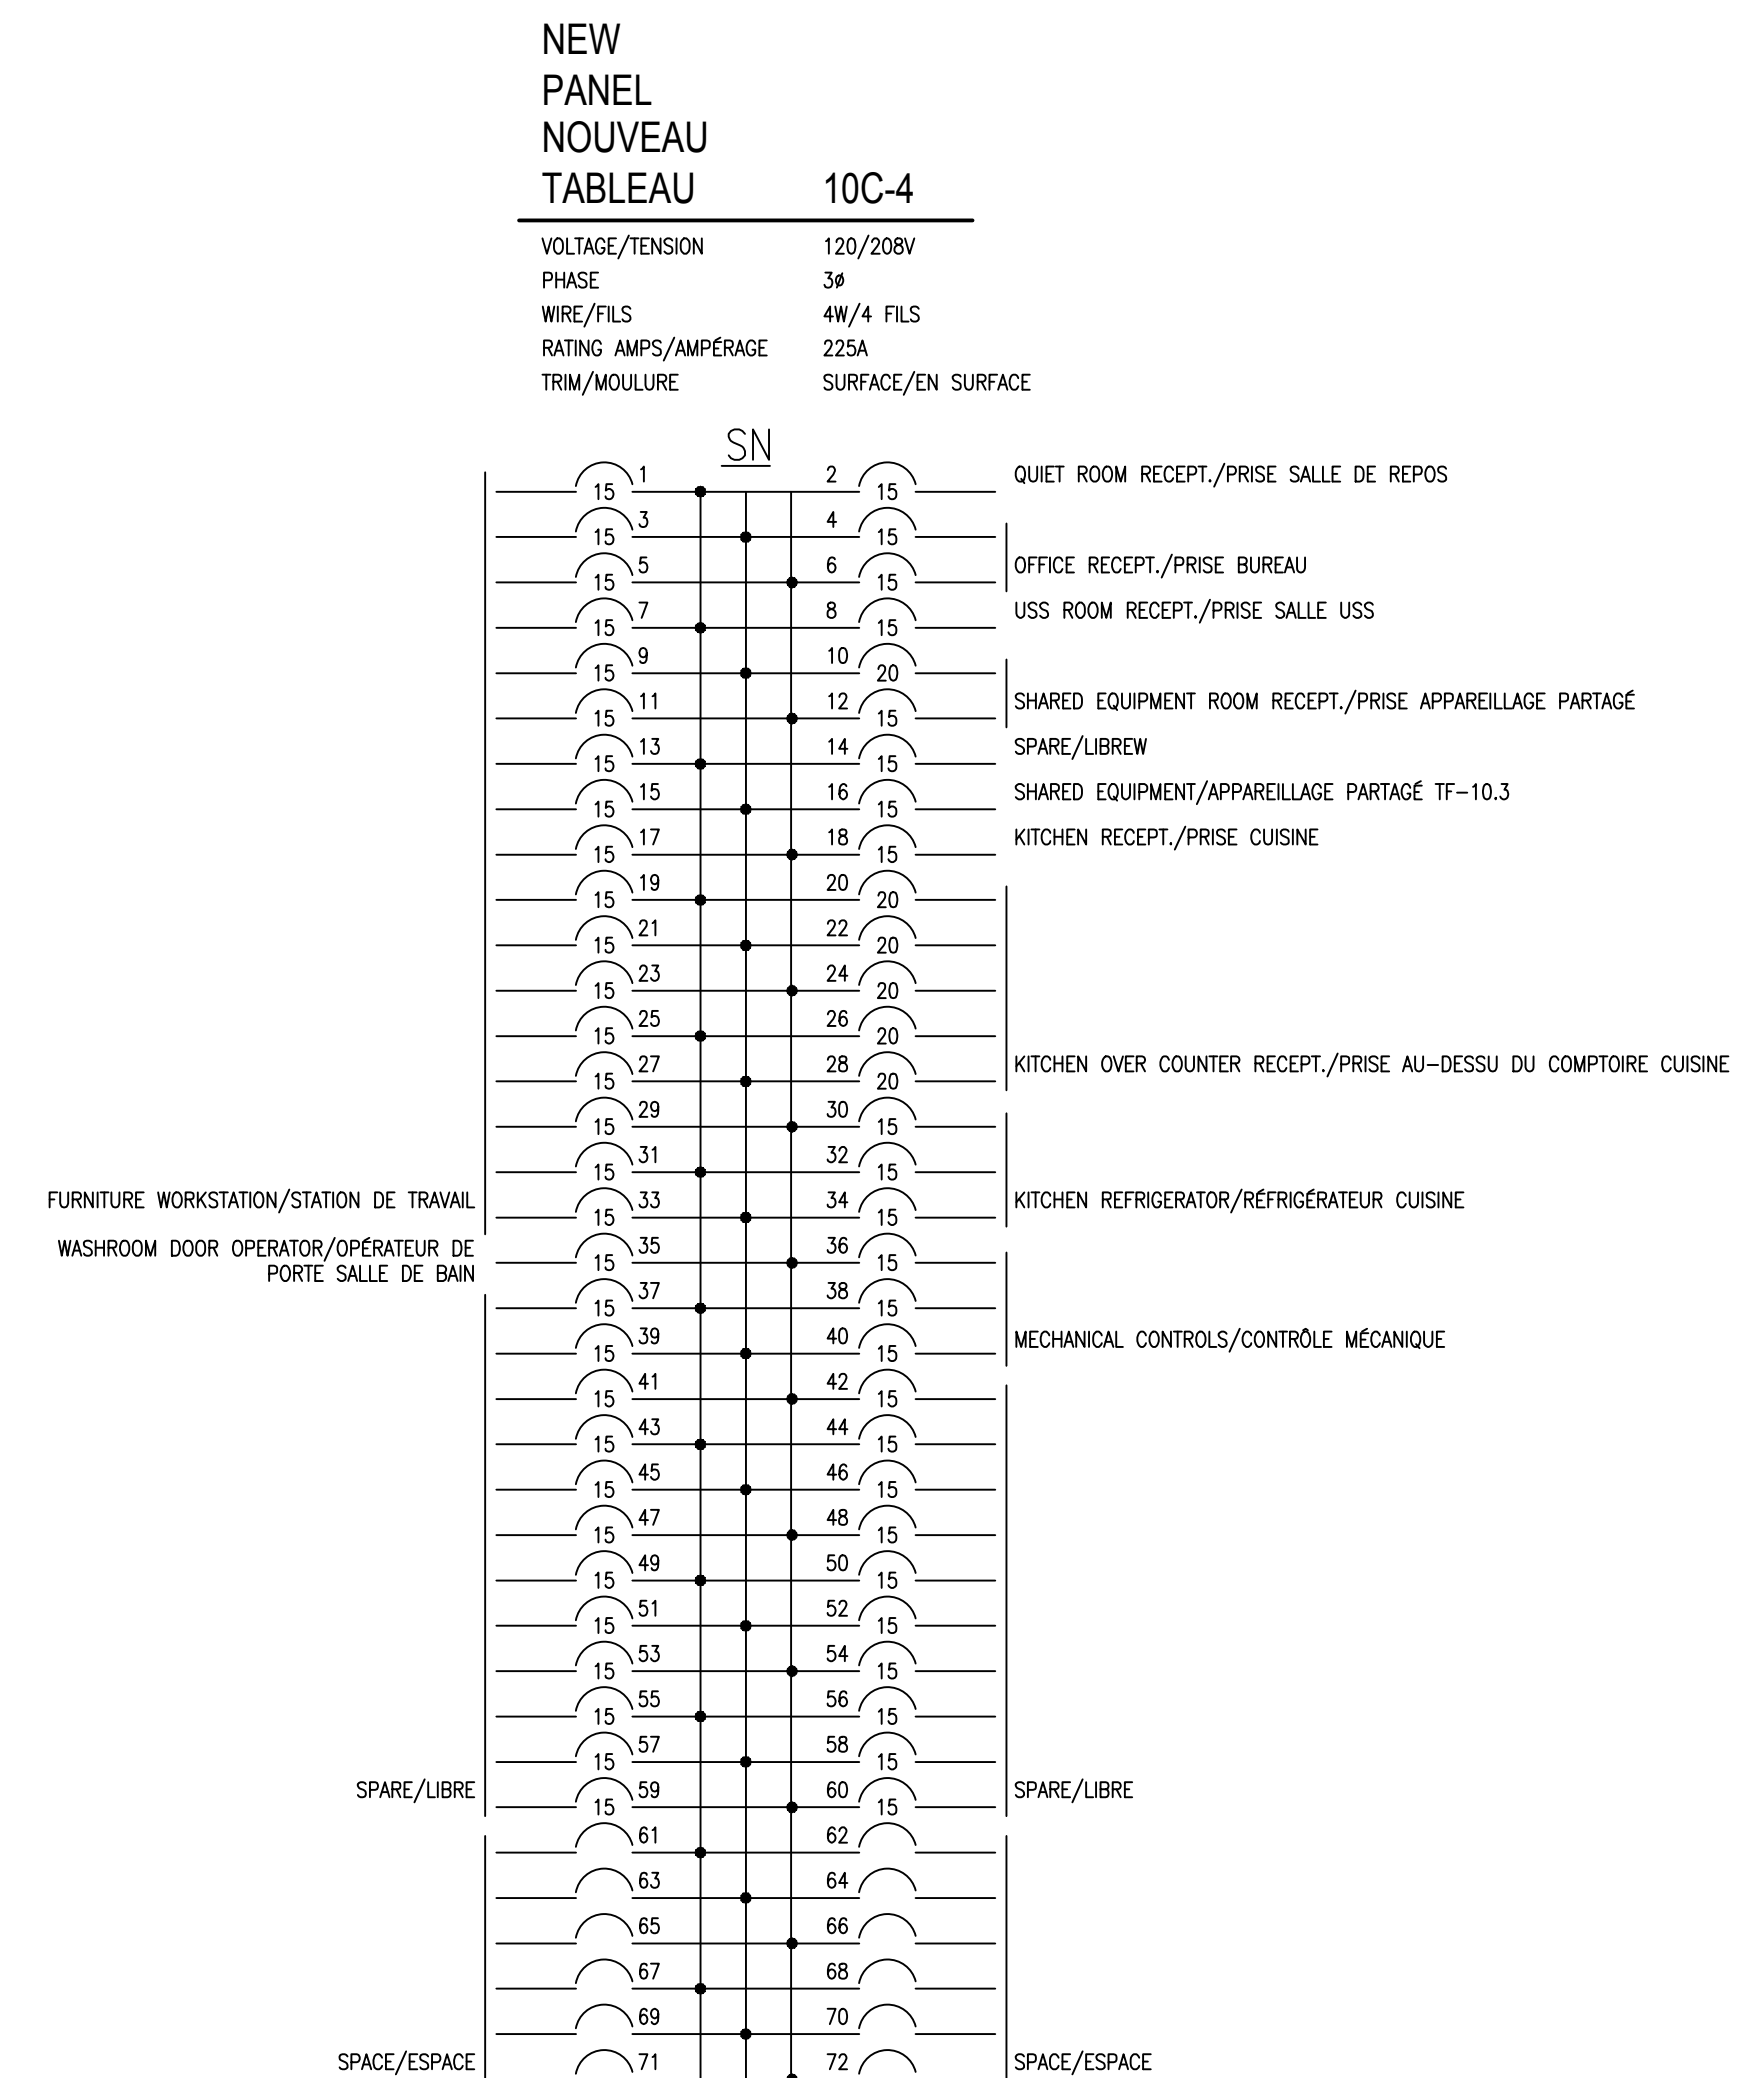 NEW
PANEL
NOUVEAU
TABLEAU 10C-4
VOLTAGE/TENSION 120/208V
PHASE 3ø
WIRE/FILS 4W/4 FILS
RATING AMPS/AMPÉRAGE 225A
TRIM/MOULURE SURFACE/EN SURFACE
SN
15 1 2 15 QUIET ROOM RECEPT./PRISE SALLE DE REPOS
15 3 4 15
15 5 6 15 OFFICE RECEPT./PRISE BUREAU
15 7 8 15 USS ROOM RECEPT./PRISE SALLE USS
15 9 10 20
15 11 12 15 SHARED EQUIPMENT ROOM RECEPT./PRISE APPAREILLAGE PARTAGÉ
15 13 14 15 SPARE/LIBREW
15 15 16 15 SHARED EQUIPMENT/APPAREILLAGE PARTAGÉ TF-10.3
15 17 18 15 KITCHEN RECEPT./PRISE CUISINE
15 19 20 20
15 21 22 20
15 23 24 20
15 25 26 20
15 27 28 20 KITCHEN OVER COUNTER RECEPT./PRISE AU-DESSU DU COMPTOIRE CUISINE
15 29 30 15
15 31 32 15
FURNITURE WORKSTATION/STATION DE TRAVAIL 15 33 34 15 KITCHEN REFRIGERATOR/RÉFRIGÉRATEUR CUISINE
WASHROOM DOOR OPERATOR/OPÉRATEUR DE
PORTE SALLE DE BAIN 15 35 36 15
15 37 38 15
15 39 40 15 MECHANICAL CONTROLS/CONTRÔLE MÉCANIQUE
15 41 42 15
15 43 44 15
15 45 46 15
15 47 48 15
15 49 50 15
15 51 52 15
15 53 54 15
15 55 56 15
15 57 58 15
SPARE/LIBRE 15 59 60 15 SPARE/LIBRE
61 62
63 64
65 66
67 68
69 70
SPACE/ESPACE 71 72 SPACE/ESPACE